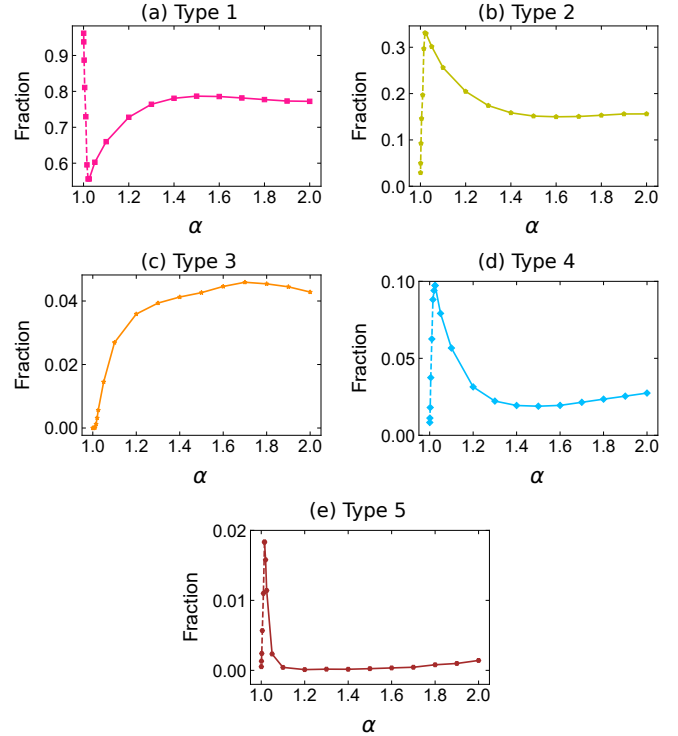 (a) Type 1
Fraction
0.9
0.8
0.7
0.6
1.0 1.2 1.4 1.6 1.8 2.0
α
(b) Type 2
Fraction
0.3
0.2
0.1
0.0
1.0 1.2 1.4 1.6 1.8 2.0
α
(c) Type 3
Fraction
0.04
0.02
0.00
1.0 1.2 1.4 1.6 1.8 2.0
α
(d) Type 4
Fraction
0.10
0.05
0.00
1.0 1.2 1.4 1.6 1.8 2.0
α
(e) Type 5
Fraction
0.02
0.01
0.00
1.0 1.2 1.4 1.6 1.8 2.0
α